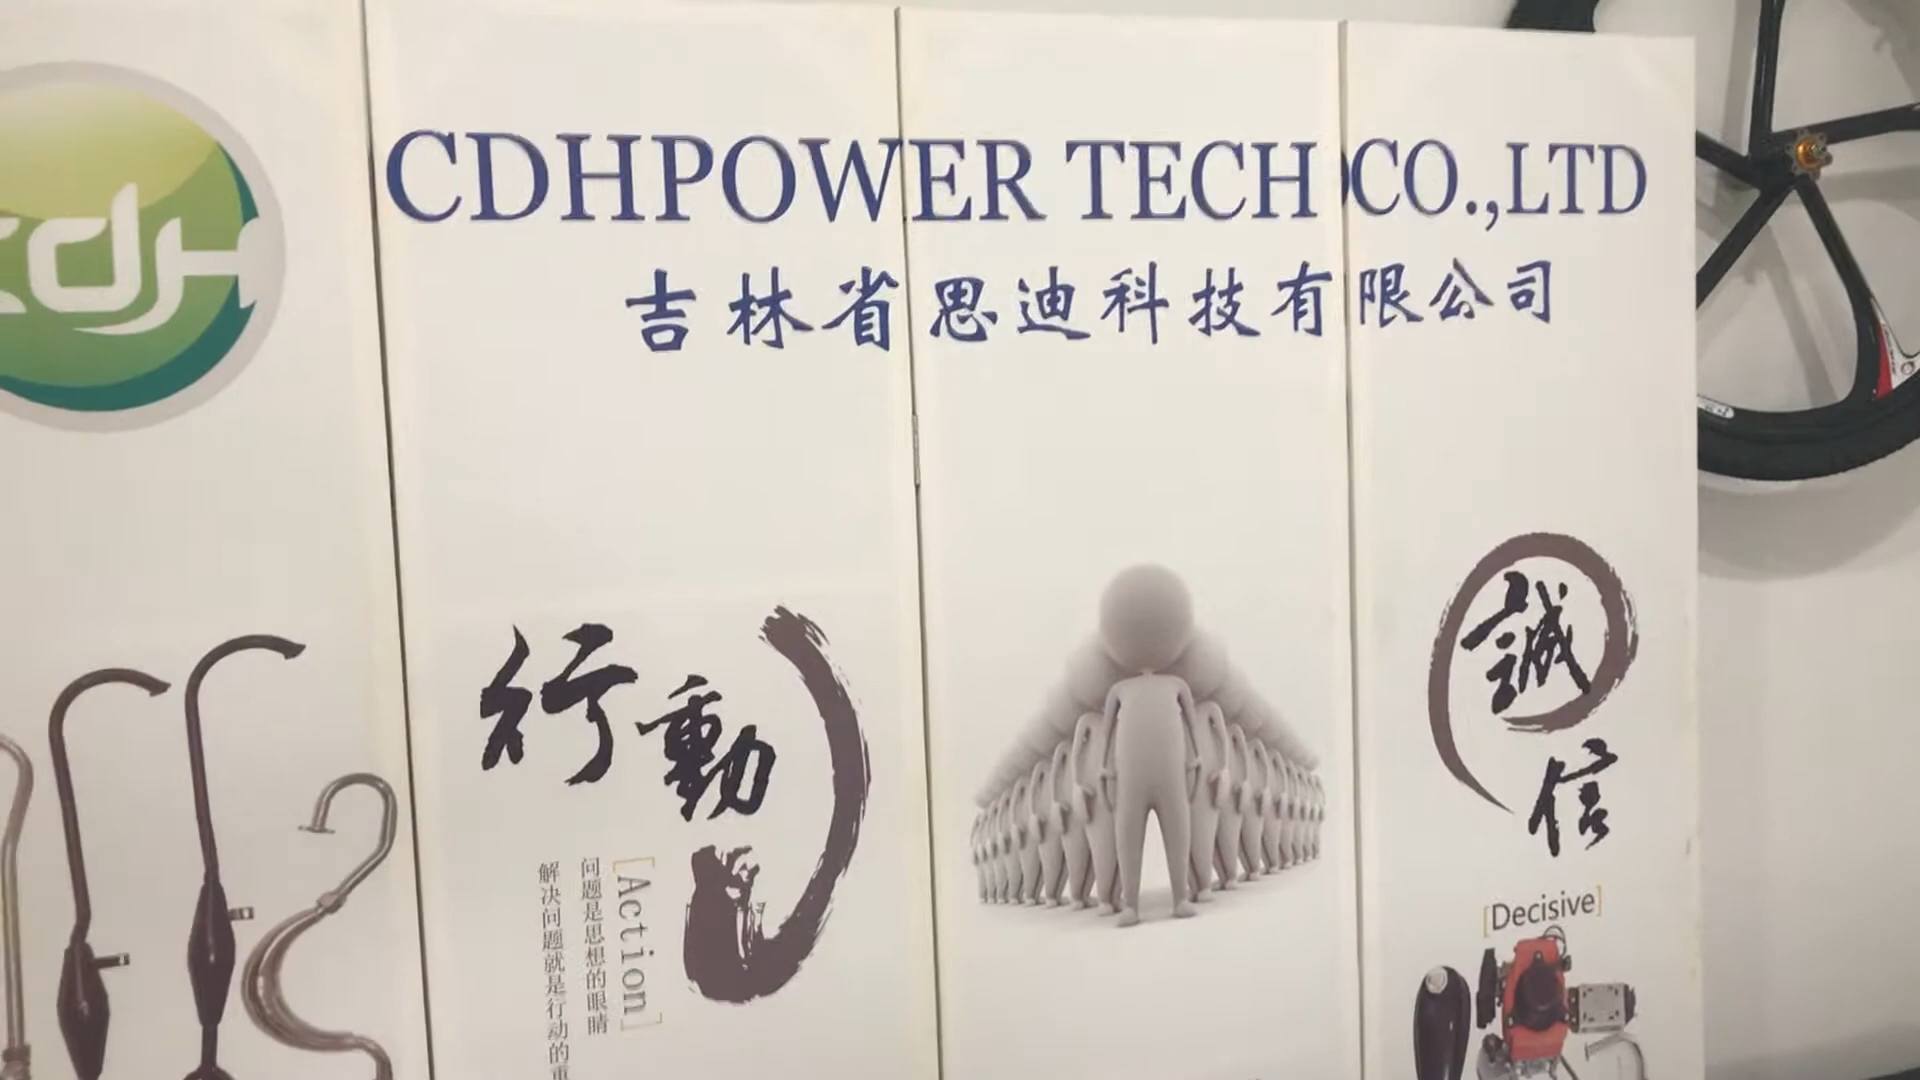 cdh
CDHPOWER TECH CO.,LTD
吉林省思迪科技有限公司
行動
[Action]
问题是思想的眼睛
解决问题就是行动的重
誠信
[Decisive]